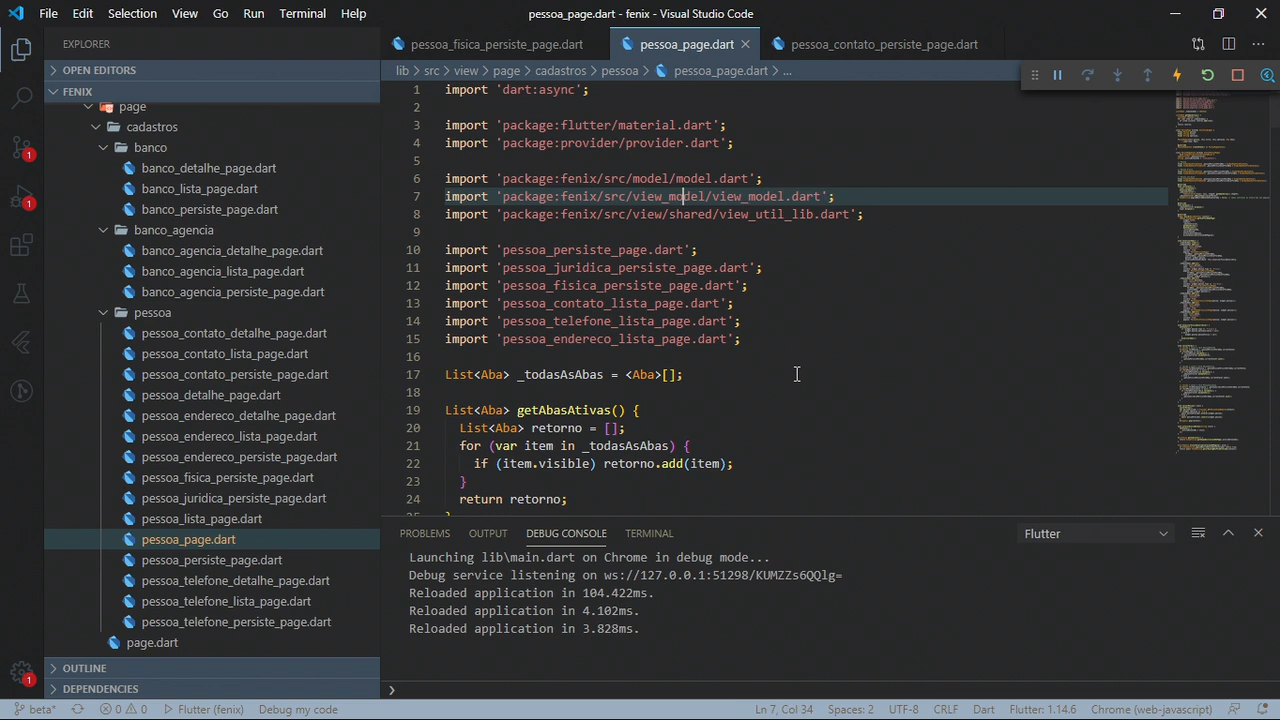 File Edit Selection View Go Run Terminal Help
pessoa_page.dart - fenix - Visual Studio Code
EXPLORER
OPEN EDITORS
FENIX
page
cadastros
banco
banco_detalhe_page.dart
banco_lista_page.dart
banco_persiste_page.dart
banco_agencia
banco_agencia_detalhe_page.dart
banco_agencia_lista_page.dart
banco_agencia_persiste_page.dart
pessoa
pessoa_contato_detalhe_page.dart
pessoa_contato_lista_page.dart
pessoa_contato_persiste_page.dart
pessoa_detalhe_page.dart
pessoa_endereco_detalhe_page.dart
pessoa_endereco_lista_page.dart
pessoa_endereco_persiste_page.dart
pessoa_fisica_persiste_page.dart
pessoa_juridica_persiste_page.dart
pessoa_lista_page.dart
pessoa_page.dart
pessoa_persiste_page.dart
pessoa_telefone_detalhe_page.dart
pessoa_telefone_lista_page.dart
pessoa_telefone_persiste_page.dart
page.dart
OUTLINE
DEPENDENCIES
1
1
1
pessoa_fisica_persiste_page.dart
pessoa_page.dart
pessoa_contato_persiste_page.dart
lib > src > view > page > cadastros > pessoa > pessoa_page.dart > ...
1 import 'dart:async';
2
3 import 'package:flutter/material.dart';
4 import 'package:provider/provider.dart';
5
6 import 'package:fenix/src/model/model.dart';
7 import 'package:fenix/src/view_model/view_model.dart';
8 import 'package:fenix/src/view/shared/view_util_lib.dart';
9
10 import 'pessoa_persiste_page.dart';
11 import 'pessoa_juridica_persiste_page.dart';
12 import 'pessoa_fisica_persiste_page.dart';
13 import 'pessoa_contato_lista_page.dart';
14 import 'pessoa_telefone_lista_page.dart';
15 import 'pessoa_endereco_lista_page.dart';
16
17 List<Aba> _todasAsAbas = <Aba>[];
18
19 List<Aba> getAbasAtivas() {
20 List<Aba> retorno = [];
21 for (var item in _todasAsAbas) {
22 if (item.visible) retorno.add(item);
23 }
24 return retorno;
PROBLEMS OUTPUT DEBUG CONSOLE TERMINAL
Flutter
Launching lib\main.dart on Chrome in debug mode...
Debug service listening on ws://127.0.0.1:51298/KUMZZs6QQlg=
Reloaded application in 104.422ms.
Reloaded application in 4.102ms.
Reloaded application in 3.828ms.
beta* 0 0 Flutter (fenix) Debug my code
Ln 7, Col 34 Spaces: 2 UTF-8 CRLF Dart Flutter: 1.14.6 Chrome (web-javascript)